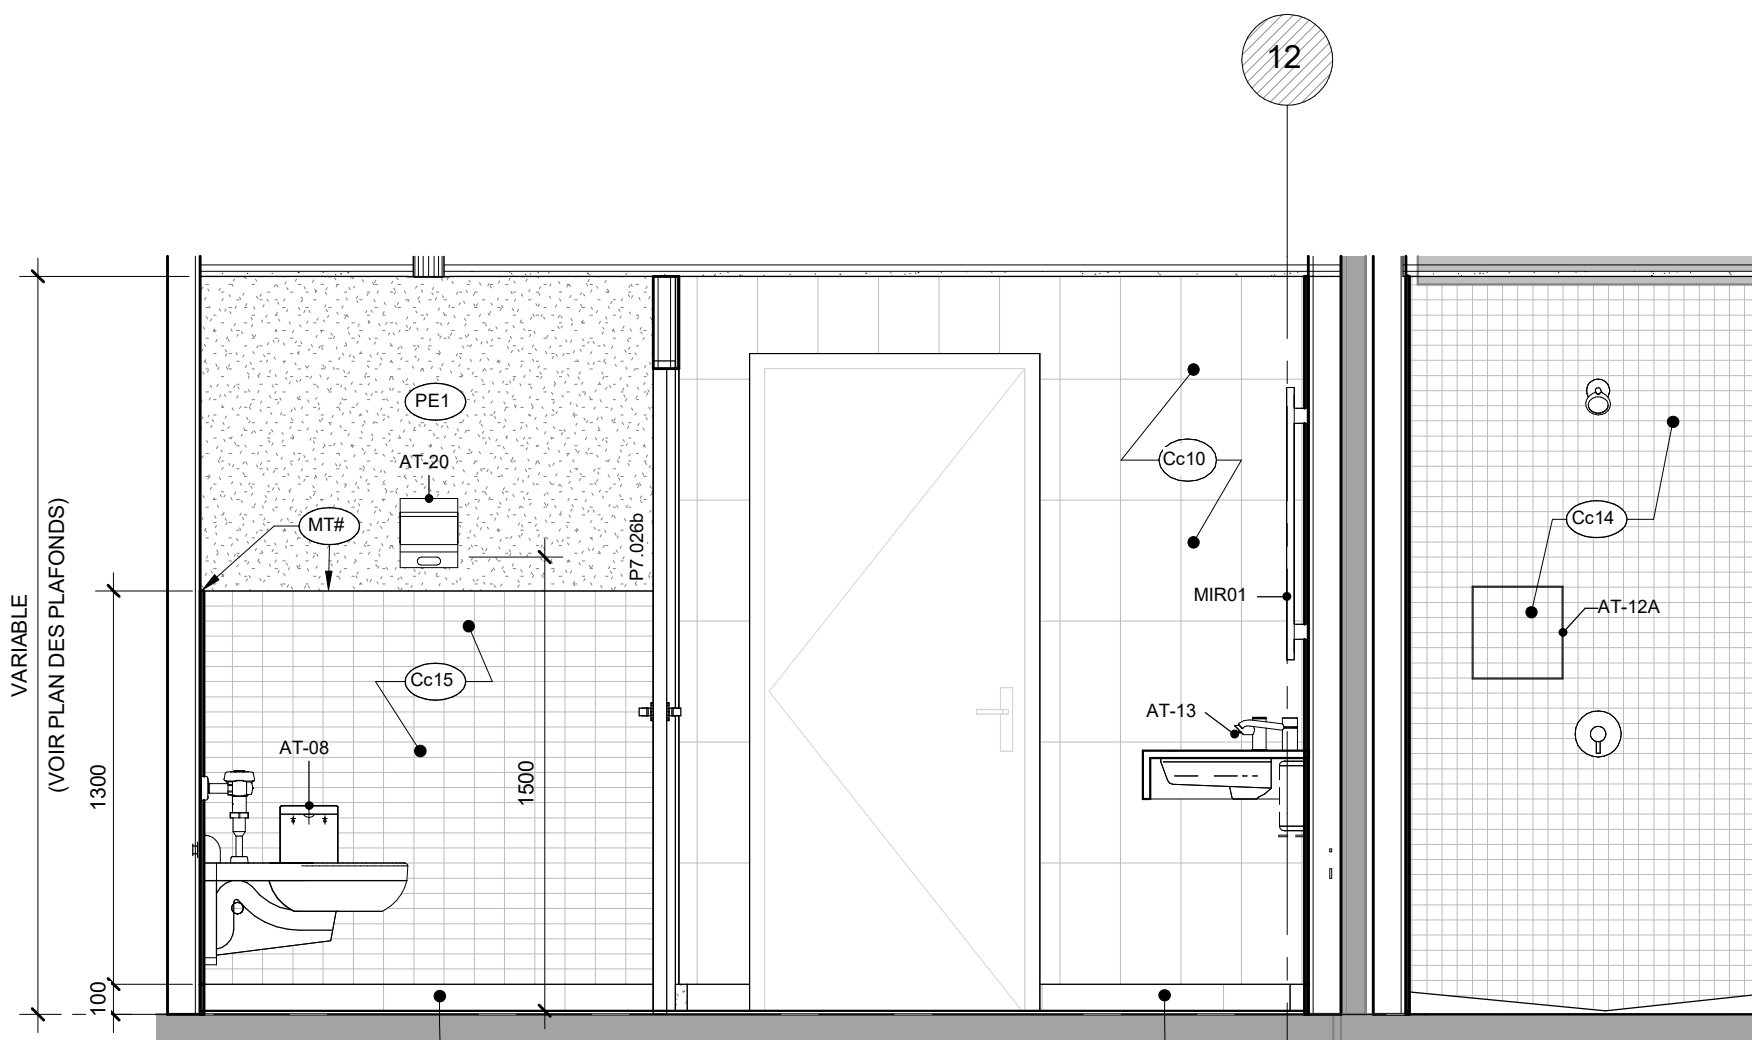 12
PE1
AT-20
MT#
P7.026b
VARIABLE
(VOIR PLAN DES PLAFONDS)
Cc10
Cc14
MIR01
AT-12A
Cc15
AT-13
AT-08
1300
1500
100